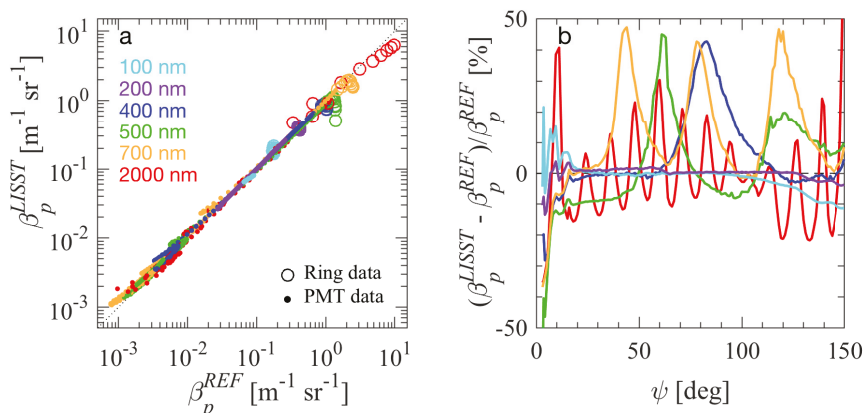 a
β_p^LISST [m⁻¹ sr⁻¹]
10¹
10⁰
10⁻¹
10⁻²
10⁻³
100 nm
200 nm
400 nm
500 nm
700 nm
2000 nm
Ring data
PMT data
10⁻³ 10⁻² 10⁻¹ 10⁰ 10¹
β_p^REF [m⁻¹ sr⁻¹]
b
(β_p^LISST - β_p^REF)/β_p^REF [%]
50
0
-50
0 50 100 150
ψ [deg]